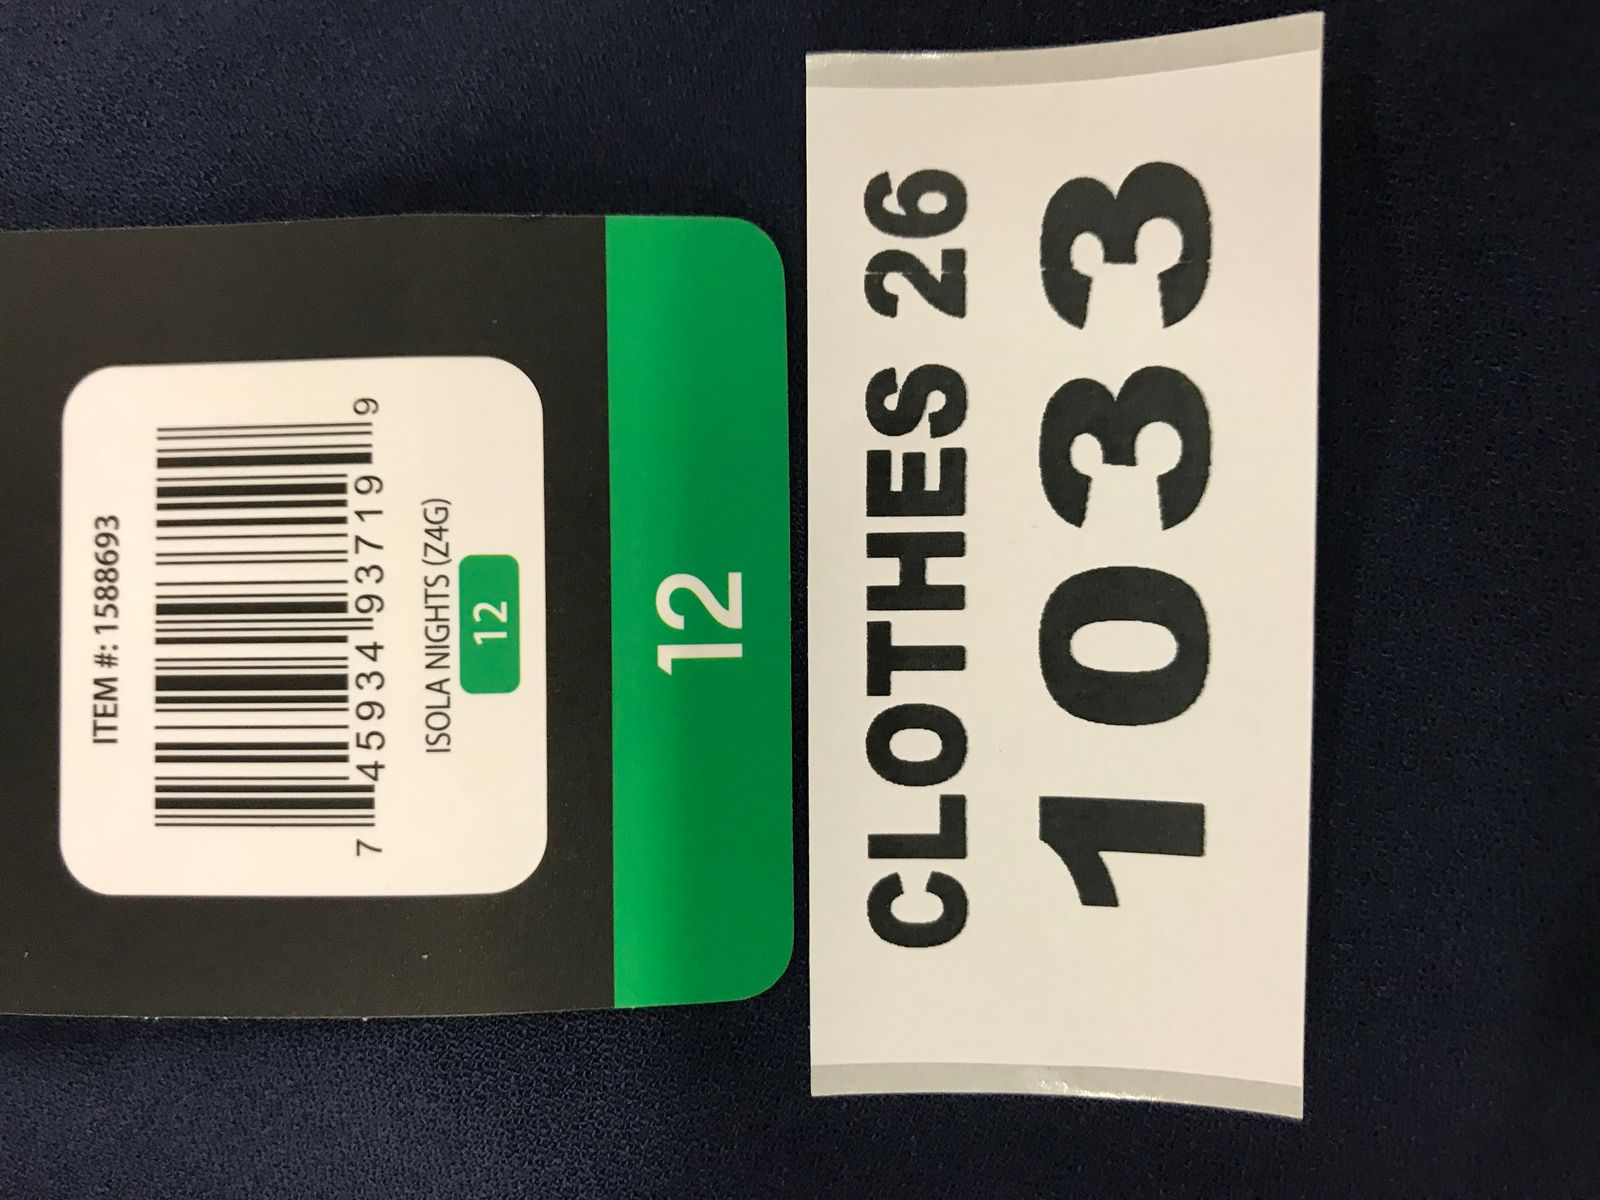 ITEM #: 1588693
7 45934 93719 9
ISOLA NIGHTS (Z4G)
12
12
CLOTHES 26
1033